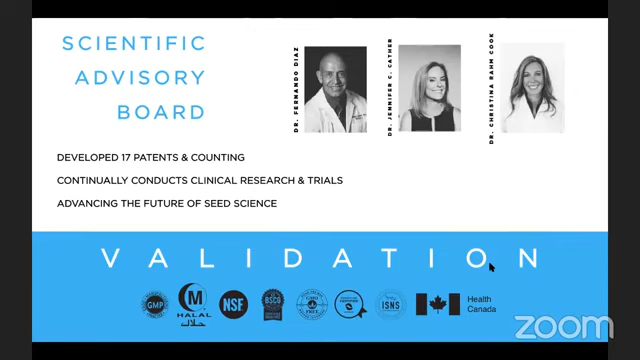 SCIENTIFIC
ADVISORY
BOARD
DR. FERNANDO DIAZ
DR. JENNIFER C. CATHER
DR. CHRISTINA RAHM COOK
DEVELOPED 17 PATENTS & COUNTING
CONTINUALLY CONDUCTS CLINICAL RESEARCH & TRIALS
ADVANCING THE FUTURE OF SEED SCIENCE
VALIDATION
GMP
M
HALAL
حلال
NSF
BSCG
GMO
FREE
ISNS
Health
Canada
zoom